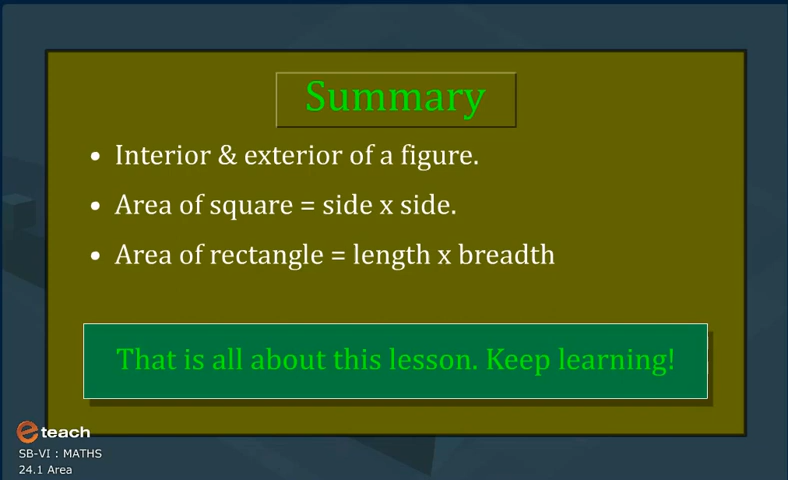 Summary
• Interior & exterior of a figure.
• Area of square = side x side.
• Area of rectangle = length x breadth
That is all about this lesson. Keep learning!
e teach
SB-VI : MATHS
24.1 Area